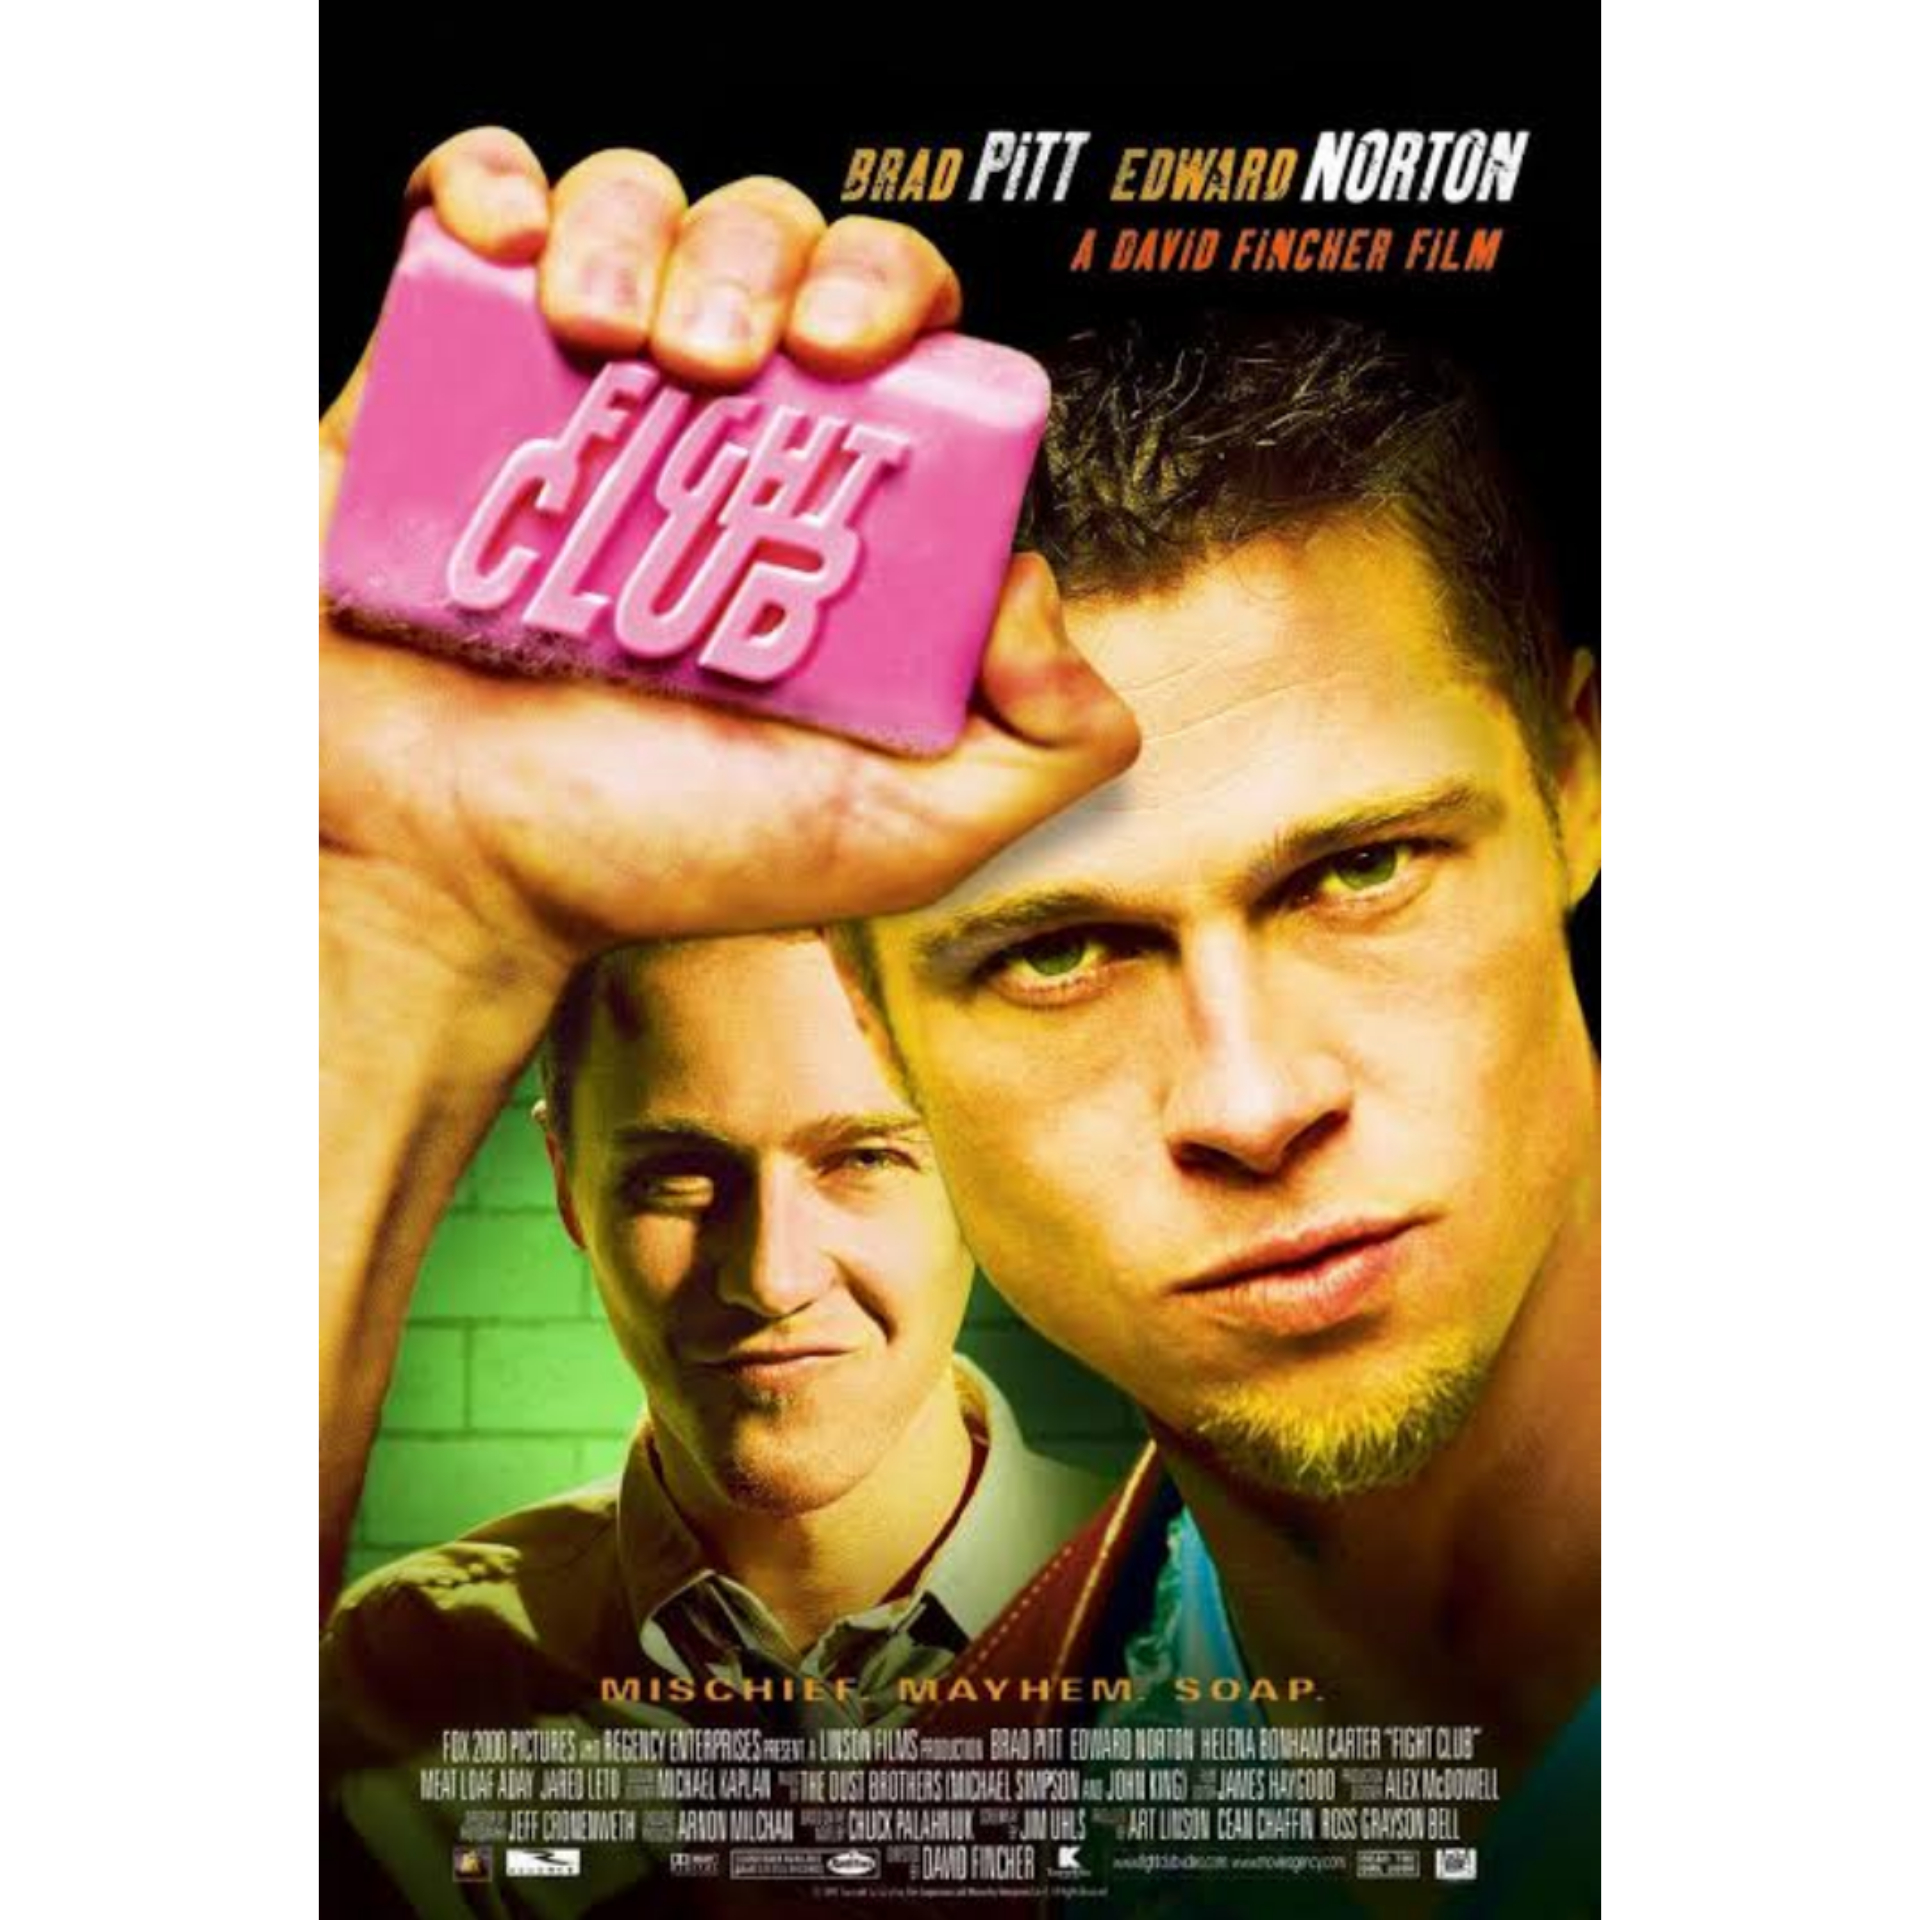 BRAD PITT EDWARD NORTON
A DAVID FINCHER FILM
FIGHT
CLUB
MISCHIEF. MAYHEM. SOAP.
FOX 2000 PICTURES AND REGENCY ENTERPRISES PRESENT A LINSON FILMS PRODUCTION BRAD PITT EDWARD NORTON HELENA BONHAM CARTER "FIGHT CLUB"
MEAT LOAF ADAY JARED LETO MICHAEL KAPLAN THE DUST BROTHERS (MICHAEL SIMPSON AND JOHN KING) JAMES HAYGOOD ALEX McDOWELL
JEFF CRONENWETH ARNON MILCHAN CHUCK PALAHNIUK JIM UHLS ART LINSON CEAN CHAFFIN ROSS GRAYSON BELL
DAVID FINCHER